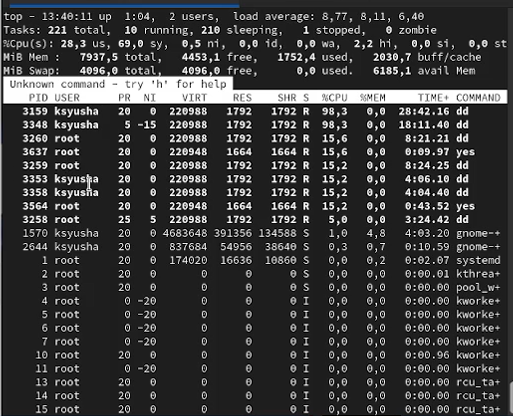 top - 13:40:11 up  1:04,  2 users,  load average: 8,77, 8,11, 6,40
Tasks: 221 total,  10 running, 210 sleeping,   1 stopped,   0 zombie
%Cpu(s): 28,3 us, 69,0 sy,  0,5 ni,  0,0 id,  0,0 wa,  2,2 hi,  0,0 si,  0,0 st
MiB Mem :   7937,5 total,   4453,1 free,   1752,4 used,   2030,7 buff/cache
MiB Swap:   4096,0 total,   4096,0 free,      0,0 used.   6185,1 avail Mem
Unknown command - try 'h' for help
PID USER PR NI VIRT RES SHR S %CPU %MEM TIME+ COMMAND
3159 ksyusha 20 0 220988 1792 1792 R 98,3 0,0 28:42.16 dd
3348 ksyusha 5 -15 220988 1792 1792 R 98,3 0,0 18:11.40 dd
3260 root 20 0 220988 1792 1792 R 15,6 0,0 8:21.21 dd
3637 root 20 0 220948 1664 1664 R 15,6 0,0 0:09.97 yes
3259 root 20 0 220988 1792 1792 R 15,2 0,0 8:24.25 dd
3353 ksyusha 20 0 220988 1792 1792 R 15,2 0,0 4:06.10 dd
3358 ksyusha 20 0 220988 1792 1792 R 15,2 0,0 4:04.40 dd
3564 root 20 0 220948 1664 1664 R 15,2 0,0 0:43.52 yes
3258 root 25 5 220988 1792 1792 R 5,0 0,0 3:24.42 dd
1570 ksyusha 20 0 4683648 391356 134588 S 1,0 4,8 4:03.20 gnome-+
2644 ksyusha 20 0 837684 54956 38640 S 0,3 0,7 0:10.59 gnome-+
1 root 20 0 174020 16636 10860 S 0,0 0,2 0:02.07 systemd
2 root 20 0 0 0 0 S 0,0 0,0 0:00.01 kthrea+
3 root 20 0 0 0 0 S 0,0 0,0 0:00.00 pool_w+
4 root 0 -20 0 0 0 I 0,0 0,0 0:00.00 kworke+
5 root 0 -20 0 0 0 I 0,0 0,0 0:00.00 kworke+
6 root 0 -20 0 0 0 I 0,0 0,0 0:00.00 kworke+
7 root 0 -20 0 0 0 I 0,0 0,0 0:00.00 kworke+
10 root 20 0 0 0 0 I 0,0 0,0 0:00.96 kworke+
11 root 0 -20 0 0 0 I 0,0 0,0 0:00.00 kworke+
13 root 20 0 0 0 0 I 0,0 0,0 0:00.00 rcu_ta+
14 root 20 0 0 0 0 I 0,0 0,0 0:00.00 rcu_ta+
15 root 20 0 0 0 0 I 0,0 0,0 0:00.00 rcu_ta+